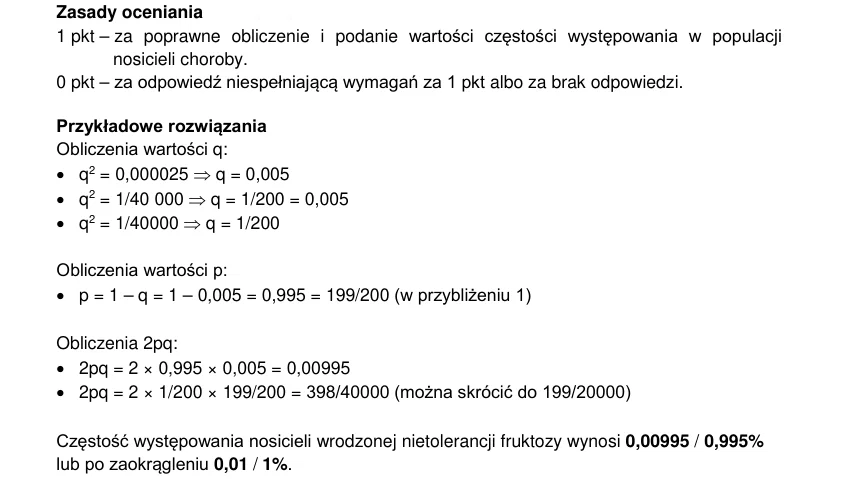 Zasady oceniania
1 pkt – za poprawne obliczenie i podanie wartości częstości występowania w populacji
nosicieli choroby.
0 pkt – za odpowiedź niespełniającą wymagań za 1 pkt albo za brak odpowiedzi.
Przykładowe rozwiązania
Obliczenia wartości q:
• q² = 0,000025 ⇒ q = 0,005
• q² = 1/40 000 ⇒ q = 1/200 = 0,005
• q² = 1/40000 ⇒ q = 1/200
Obliczenia wartości p:
• p = 1 – q = 1 – 0,005 = 0,995 = 199/200 (w przybliżeniu 1)
Obliczenia 2pq:
• 2pq = 2 × 0,995 × 0,005 = 0,00995
• 2pq = 2 × 1/200 × 199/200 = 398/40000 (można skrócić do 199/20000)
Częstość występowania nosicieli wrodzonej nietolerancji fruktozy wynosi 0,00995 / 0,995%
lub po zaokrągleniu 0,01 / 1%.